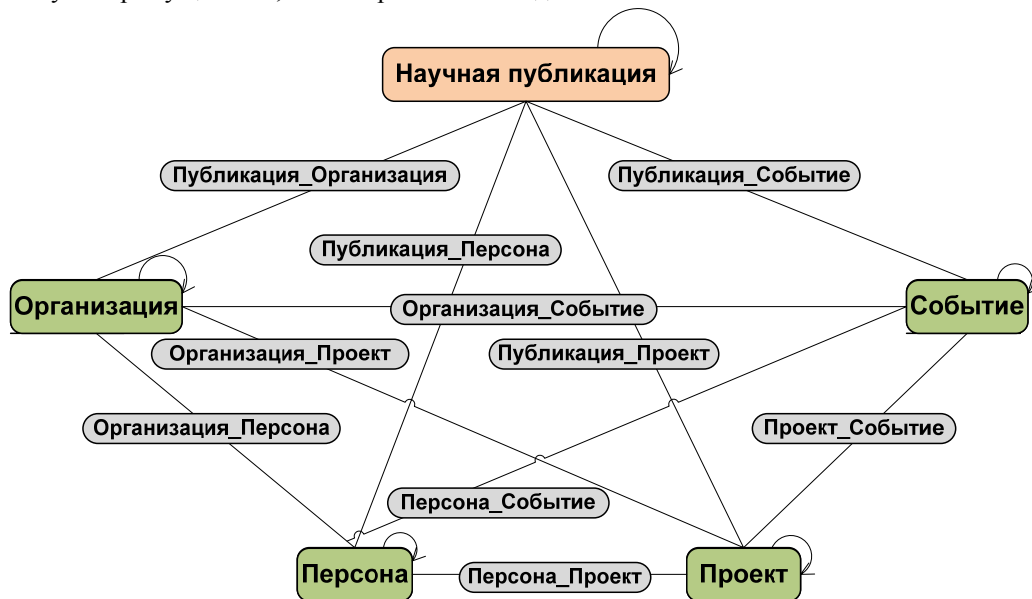 Научная публикация
Публикация_Организация
Публикация_Событие
Публикация_Персона
Организация
Организация_Событие
Событие
Организация_Проект
Публикация_Проект
Организация_Персона
Проект_Событие
Персона_Событие
Персона
Персона_Проект
Проект